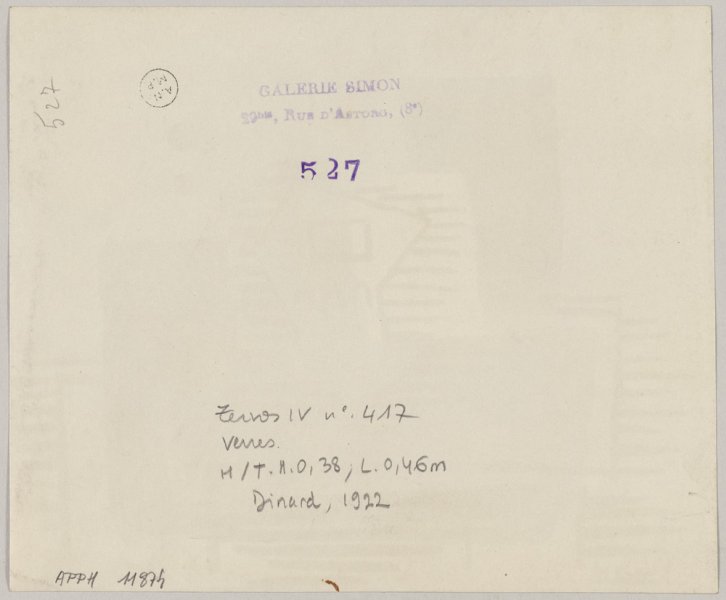 527
GALERIE SIMON
29bis, RUE D'ASTORG, (8e)
527
Zervos IV n°. 417
Verres.
H/T. H.0,38; L.0,46m
Dinard, 1922
APPH 11874